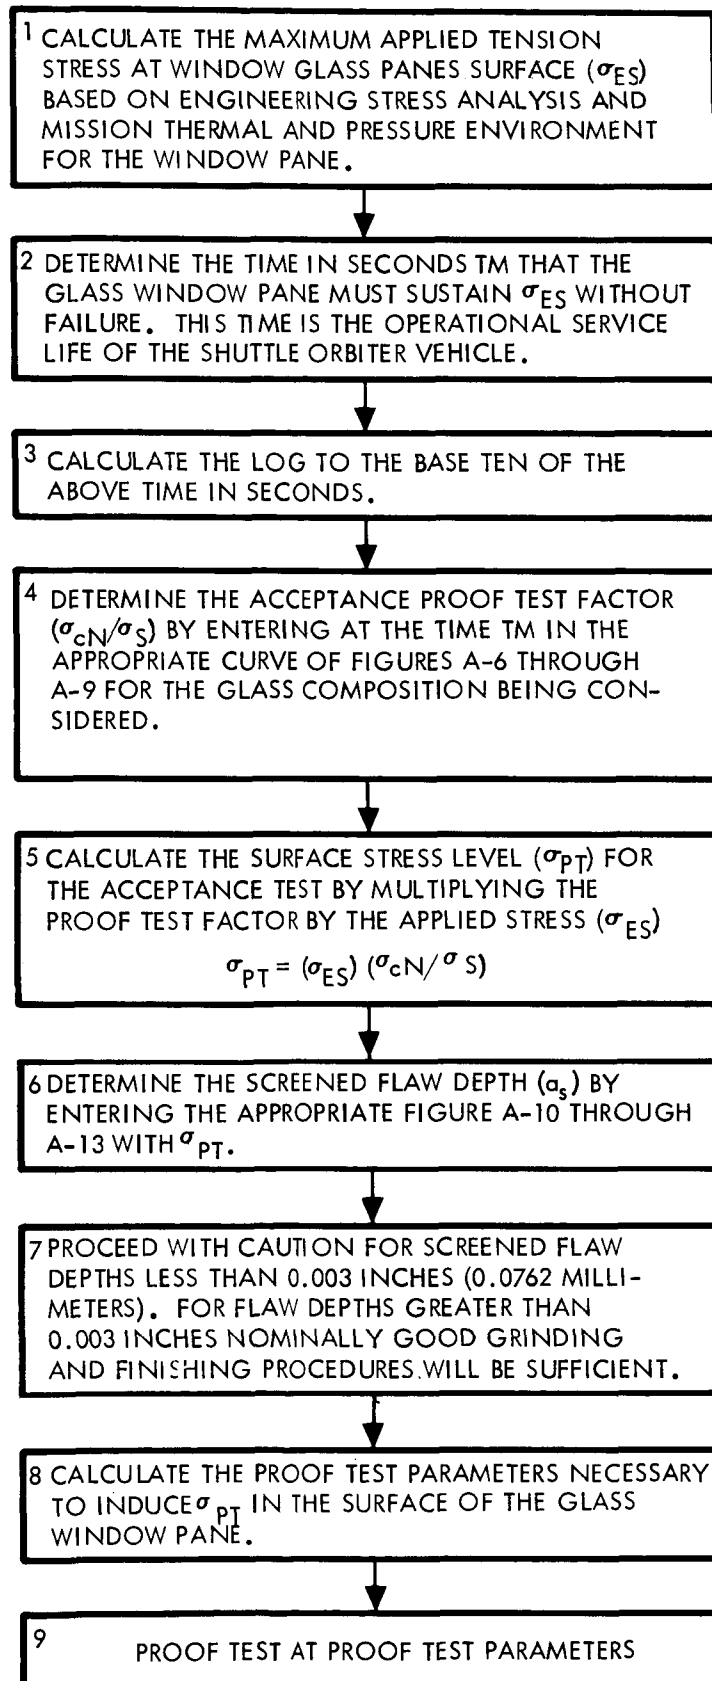 1 CALCULATE THE MAXIMUM APPLIED TENSION
STRESS AT WINDOW GLASS PANES SURFACE (σES)
BASED ON ENGINEERING STRESS ANALYSIS AND
MISSION THERMAL AND PRESSURE ENVIRONMENT
FOR THE WINDOW PANE.
2 DETERMINE THE TIME IN SECONDS TM THAT THE
GLASS WINDOW PANE MUST SUSTAIN σES WITHOUT
FAILURE. THIS TIME IS THE OPERATIONAL SERVICE
LIFE OF THE SHUTTLE ORBITER VEHICLE.
3 CALCULATE THE LOG TO THE BASE TEN OF THE
ABOVE TIME IN SECONDS.
4 DETERMINE THE ACCEPTANCE PROOF TEST FACTOR
(σcN/σS) BY ENTERING AT THE TIME TM IN THE
APPROPRIATE CURVE OF FIGURES A-6 THROUGH
A-9 FOR THE GLASS COMPOSITION BEING CON-
SIDERED.
5 CALCULATE THE SURFACE STRESS LEVEL (σPT) FOR
THE ACCEPTANCE TEST BY MULTIPLYING THE
PROOF TEST FACTOR BY THE APPLIED STRESS (σES)
σPT = (σES) (σcN/σ S)
6 DETERMINE THE SCREENED FLAW DEPTH (as) BY
ENTERING THE APPROPRIATE FIGURE A-10 THROUGH
A-13 WITH σPT.
7 PROCEED WITH CAUTION FOR SCREENED FLAW
DEPTHS LESS THAN 0.003 INCHES (0.0762 MILLI-
METERS). FOR FLAW DEPTHS GREATER THAN
0.003 INCHES NOMINALLY GOOD GRINDING
AND FINISHING PROCEDURES.WILL BE SUFFICIENT.
8 CALCULATE THE PROOF TEST PARAMETERS NECESSARY
TO INDUCE σPT IN THE SURFACE OF THE GLASS
WINDOW PANE.
9 PROOF TEST AT PROOF TEST PARAMETERS